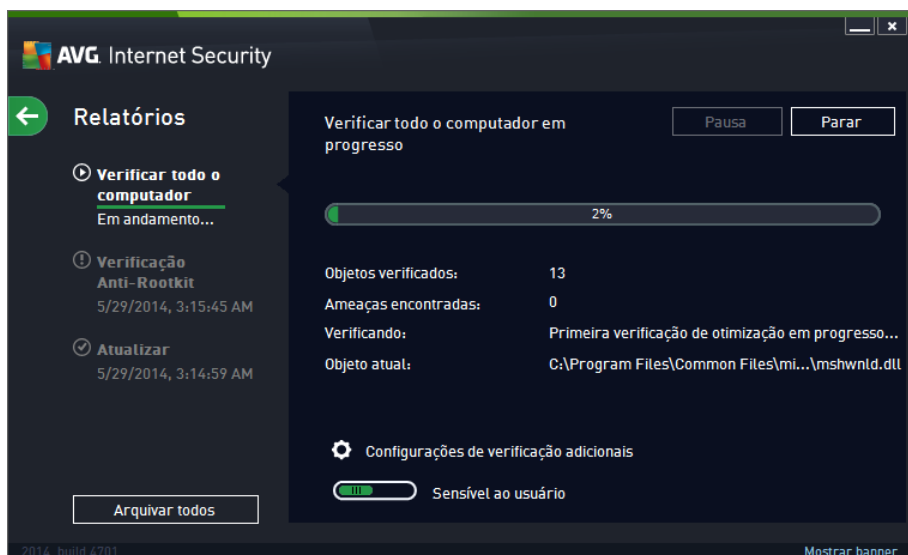 AVG. Internet Security
Relatórios
Verificar todo o
computador
Em andamento...
Verificação
Anti-Rootkit
5/29/2014, 3:15:45 AM
Atualizar
5/29/2014, 3:14:59 AM
Arquivar todos
Verificar todo o computador em
progresso
Pausa
Parar
2%
Objetos verificados: 13
Ameaças encontradas: 0
Verificando: Primeira verificação de otimização em progresso...
Objeto atual: C:\Program Files\Common Files\mi...\mshwnld.dll
Configurações de verificação adicionais
Sensível ao usuário
2014 build 4701
Mostrar banner